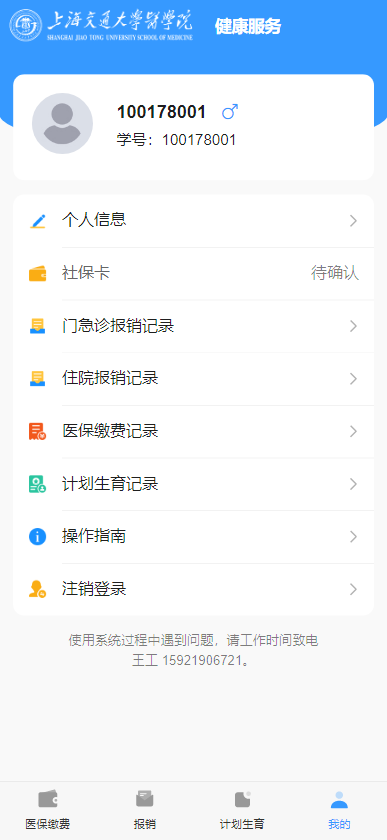 上海交通大学医学院 健康服务
SHANGHAI JIAO TONG UNIVERSITY SCHOOL OF MEDICINE
100178001
学号：100178001
个人信息
社保卡 待确认
门急诊报销记录
住院报销记录
医保缴费记录
计划生育记录
操作指南
注销登录
使用系统过程中遇到问题，请工作时间致电
王工 15921906721。
医保缴费 报销 计划生育 我的